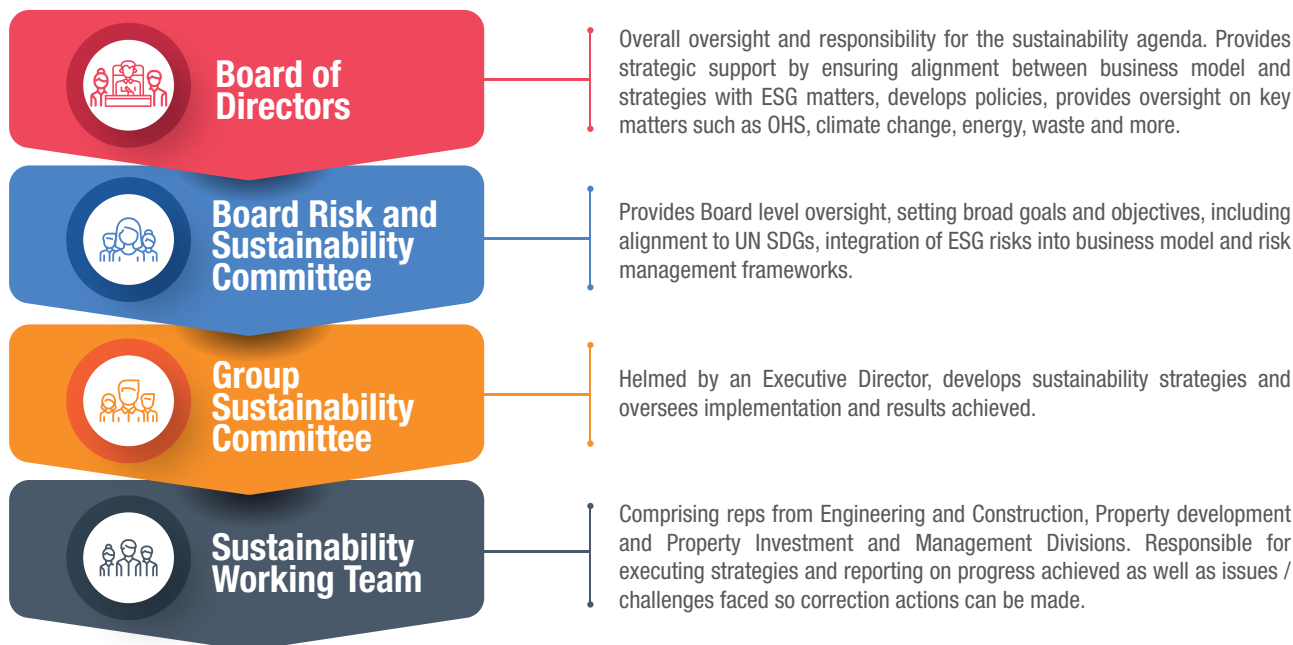 Board of
Directors
Overall oversight and responsibility for the sustainability agenda. Provides
strategic support by ensuring alignment between business model and
strategies with ESG matters, develops policies, provides oversight on key
matters such as OHS, climate change, energy, waste and more.
Board Risk and
Sustainability
Committee
Provides Board level oversight, setting broad goals and objectives, including
alignment to UN SDGs, integration of ESG risks into business model and risk
management frameworks.
Group
Sustainability
Committee
Helmed by an Executive Director, develops sustainability strategies and
oversees implementation and results achieved.
Sustainability
Working Team
Comprising reps from Engineering and Construction, Property development
and Property Investment and Management Divisions. Responsible for
executing strategies and reporting on progress achieved as well as issues /
challenges faced so correction actions can be made.